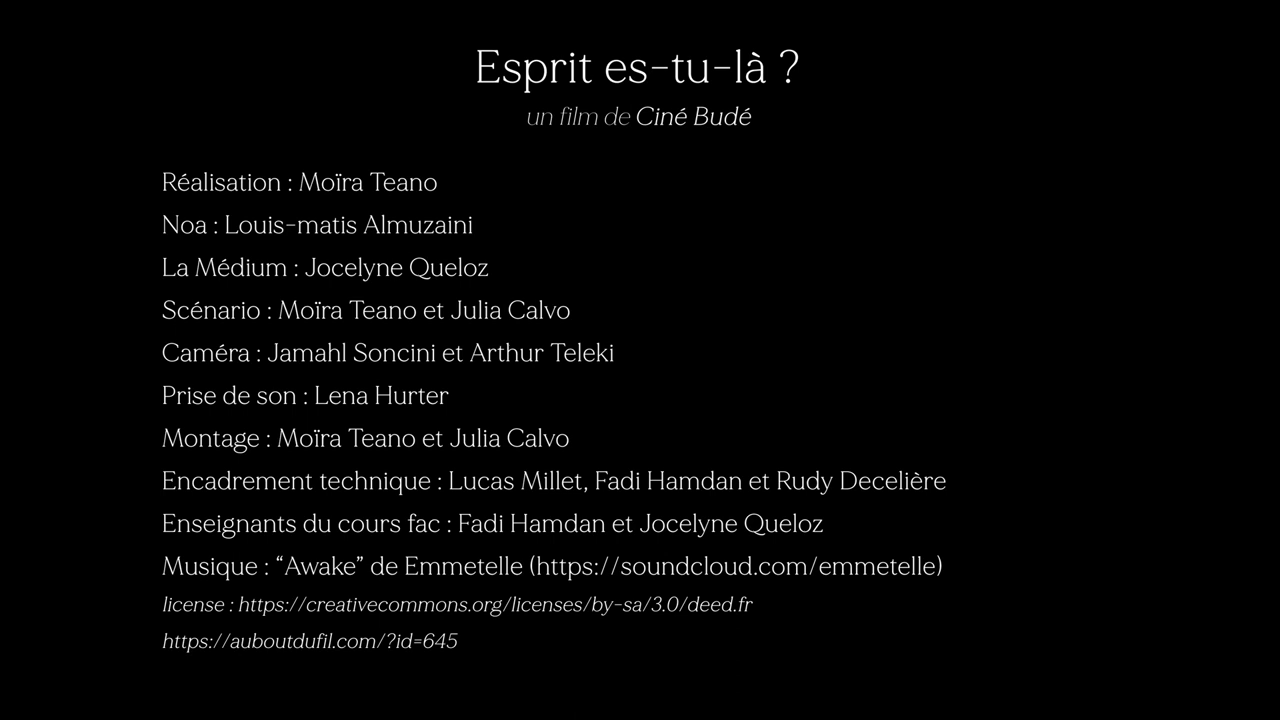 Esprit es-tu-là ?
un film de Ciné Budé
Réalisation : Moïra Teano
Noa : Louis-matis Almuzaini
La Médium : Jocelyne Queloz
Scénario : Moïra Teano et Julia Calvo
Caméra : Jamahl Soncini et Arthur Teleki
Prise de son : Lena Hurter
Montage : Moïra Teano et Julia Calvo
Encadrement technique : Lucas Millet, Fadi Hamdan et Rudy Decelière
Enseignants du cours fac : Fadi Hamdan et Jocelyne Queloz
Musique : “Awake” de Emmetelle (https://soundcloud.com/emmetelle)
license : https://creativecommons.org/licenses/by-sa/3.0/deed.fr
https://auboutdufil.com/?id=645